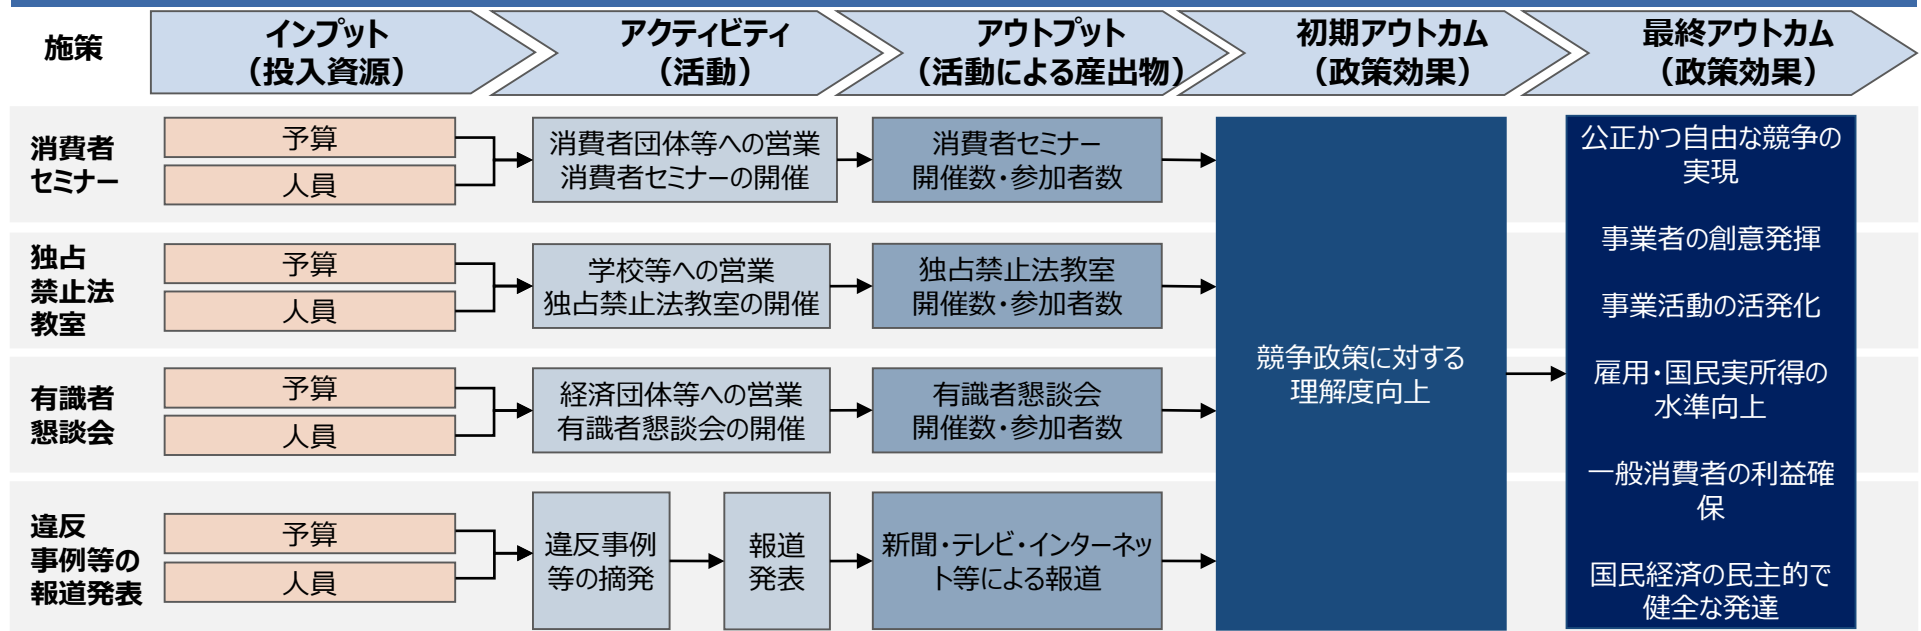 施策
インプット
（投入資源）
アクティビティ
（活動）
アウトプット
（活動による産出物）
初期アウトカム
（政策効果）
最終アウトカム
（政策効果）
消費者
セミナー
予算
人員
消費者団体等への営業
消費者セミナーの開催
消費者セミナー
開催数・参加者数
独占
禁止法
教室
予算
人員
学校等への営業
独占禁止法教室の開催
独占禁止法教室
開催数・参加者数
有識者
懇談会
予算
人員
経済団体等への営業
有識者懇談会の開催
有識者懇談会
開催数・参加者数
違反
事例等の
報道発表
予算
人員
違反事例
等の摘発
報道
発表
新聞・テレビ・インターネッ
ト等による報道
競争政策に対する
理解度向上
公正かつ自由な競争の
実現
事業者の創意発揮
事業活動の活発化
雇用・国民実所得の
水準向上
一般消費者の利益確
保
国民経済の民主的で
健全な発達